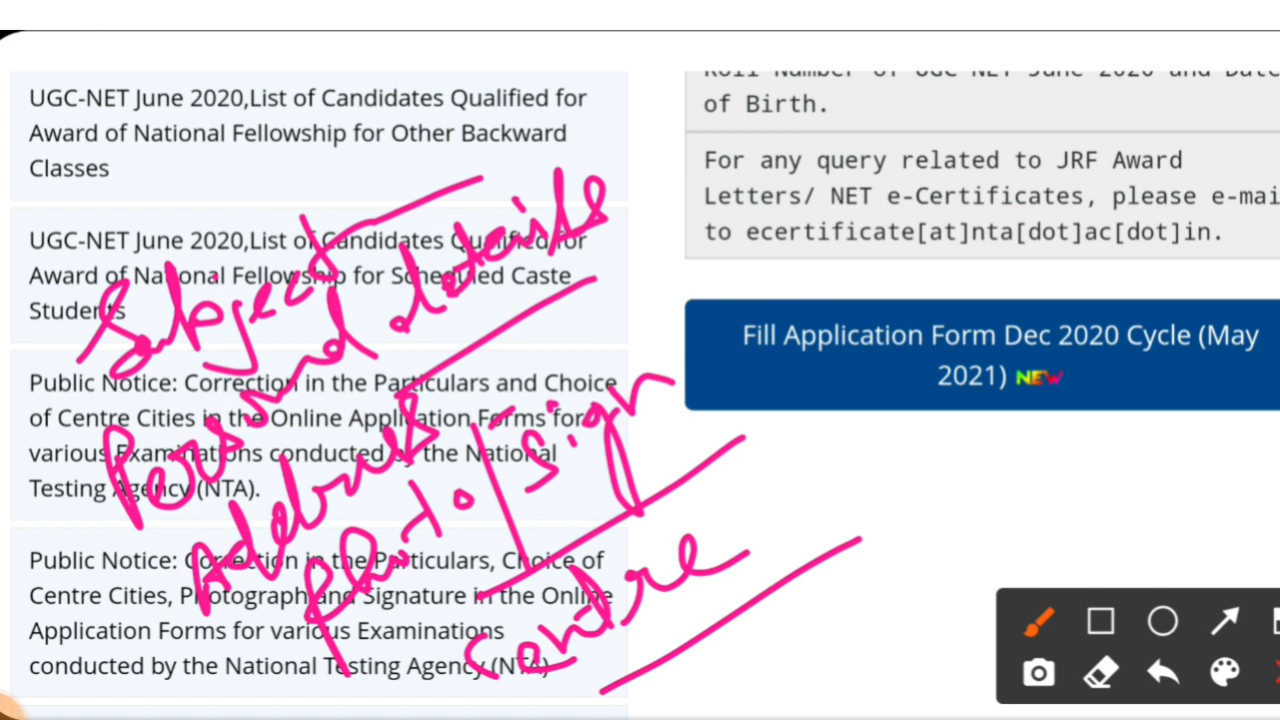 UGC-NET June 2020,List of Candidates Qualified for
Award of National Fellowship for Other Backward
Classes
UGC-NET June 2020,List of Candidates Qualified for
Award of National Fellowship for Scheduled Caste
Students
Public Notice: Correction in the Particulars and Choice
of Centre Cities in the Online Application Forms for
various Examinations conducted by the National
Testing Agency (NTA).
Public Notice: Correction in the Particulars, Choice of
Centre Cities, Photograph and Signature in the Online
Application Forms for various Examinations
conducted by the National Testing Agency (NTA)
Subject
Personal details
Photo/Sign
Centre
Roll Number of UGC NET June 2020 and Date
of Birth.
For any query related to JRF Award
Letters/ NET e-Certificates, please e-mai
to ecertificate[at]nta[dot]ac[dot]in.
Fill Application Form Dec 2020 Cycle (May
2021) NEW